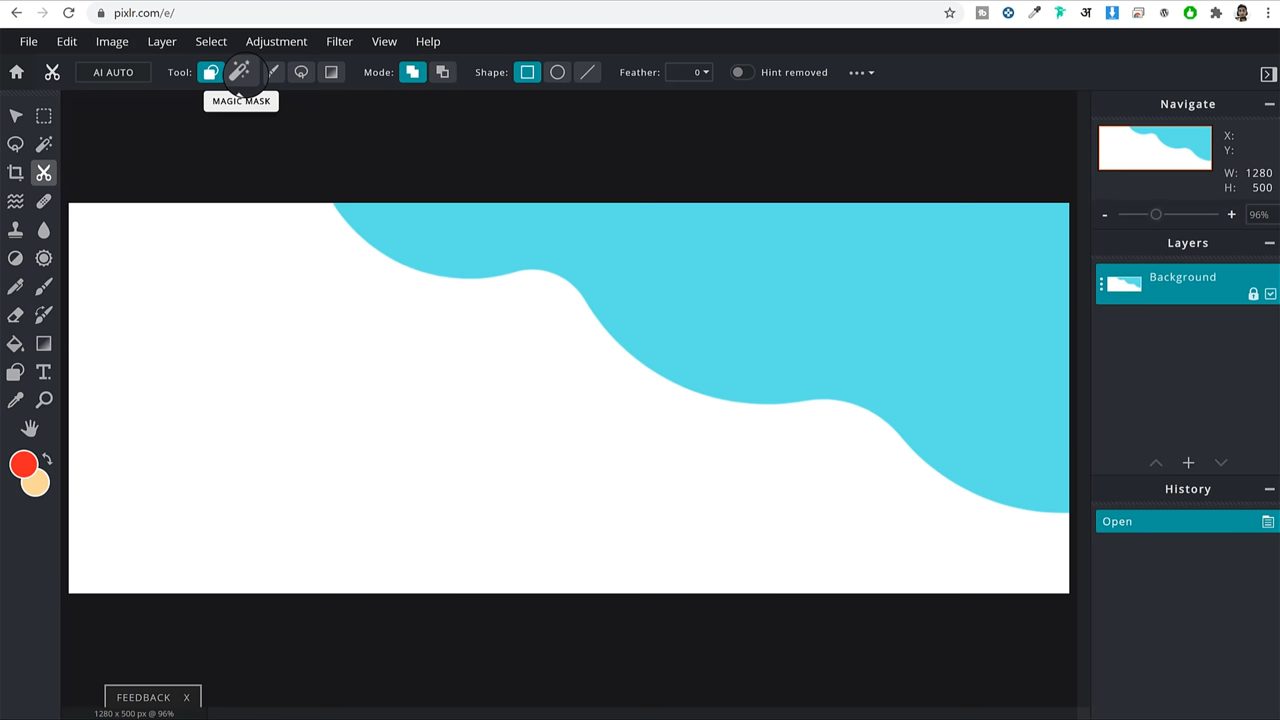 pixlr.com/e/
File Edit Image Layer Select Adjustment Filter View Help
AI AUTO Tool: Mode: Shape: Feather: 0 Hint removed
MAGIC MASK
Navigate
X:
Y:
W: 1280
H: 500
- + 96%
Layers
Background
History
Open
FEEDBACK X
1280 x 500 px @ 96%